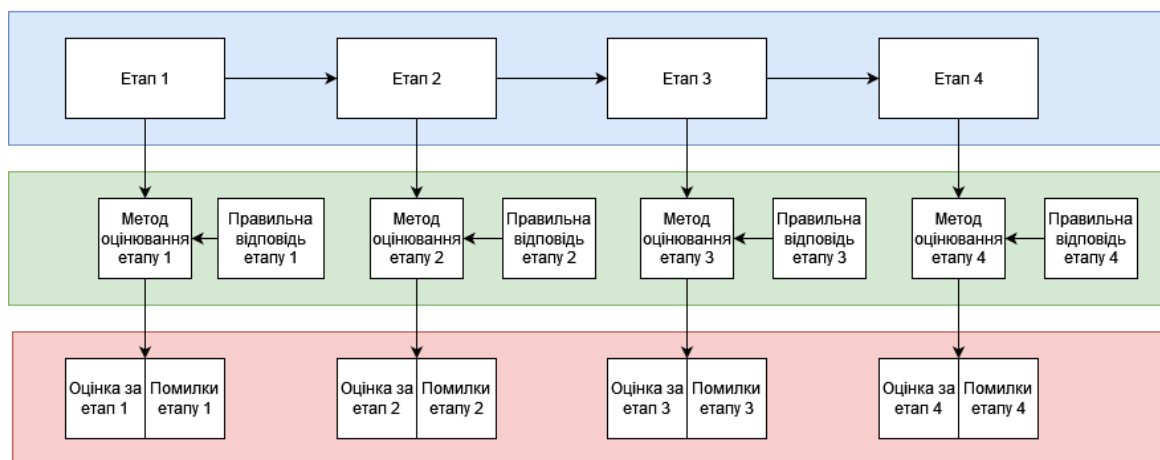 Етап 1
Етап 2
Етап 3
Етап 4
Метод
оцінювання
етапу 1
Правильна
відповідь
етапу 1
Метод
оцінювання
етапу 2
Правильна
відповідь
етапу 2
Метод
оцінювання
етапу 3
Правильна
відповідь
етапу 3
Метод
оцінювання
етапу 4
Правильна
відповідь
етапу 4
Оцінка за
етап 1
Помилки
етапу 1
Оцінка за
етап 2
Помилки
етапу 2
Оцінка за
етап 3
Помилки
етапу 3
Оцінка за
етап 4
Помилки
етапу 4